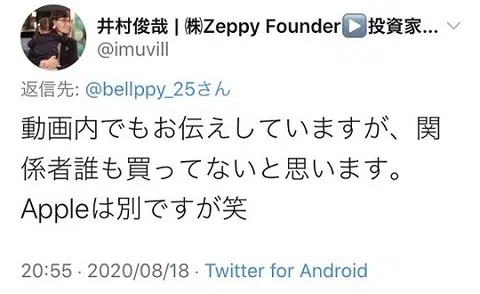 井村俊哉 | ㈱Zeppy Founder▶️投資家...
@imuvill
返信先: @bellppy_25さん
動画内でもお伝えしていますが、関
係者誰も買ってないと思います。
Appleは別ですが笑
20:55 · 2020/08/18 · Twitter for Android